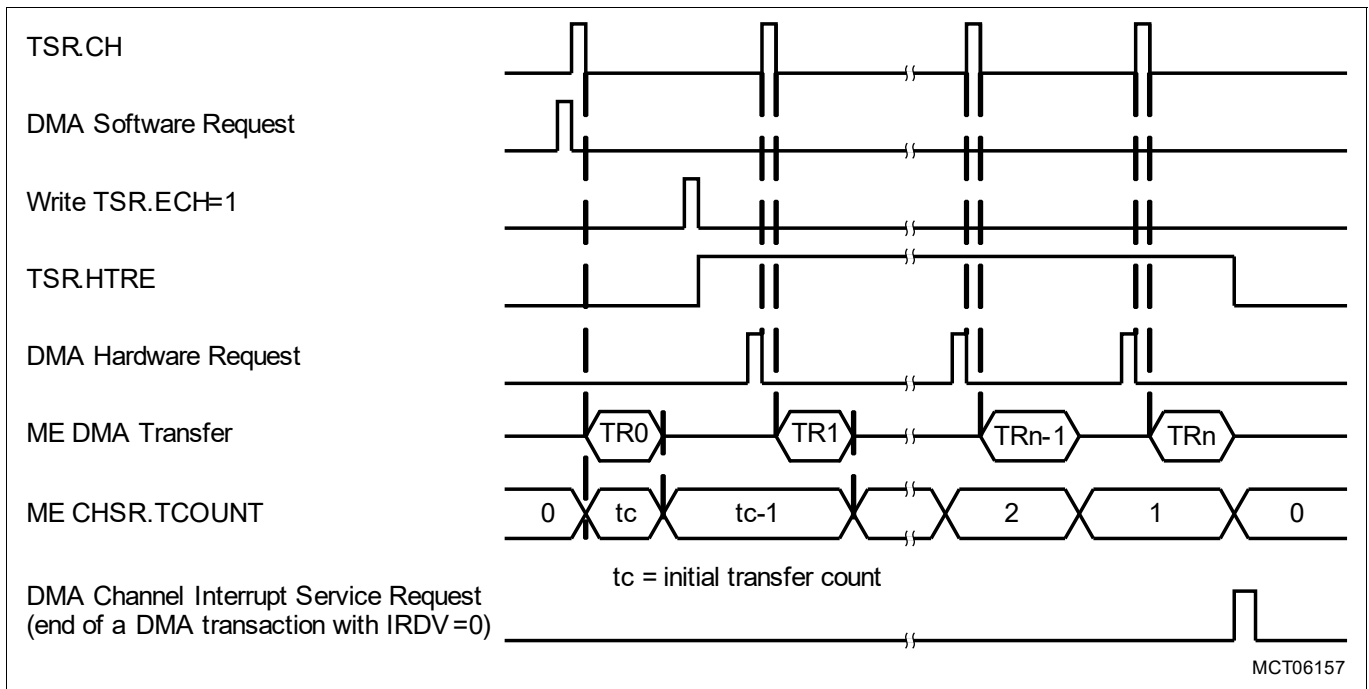 TSR.CH
DMA Software Request
Write TSR.ECH=1
TSR.HTRE
DMA Hardware Request
ME DMA Transfer
TR0 TR1 TRn-1 TRn
ME CHSR.TCOUNT
0 tc tc-1 2 1 0
tc = initial transfer count
DMA Channel Interrupt Service Request
(end of a DMA transaction with IRDV=0)
MCT06157